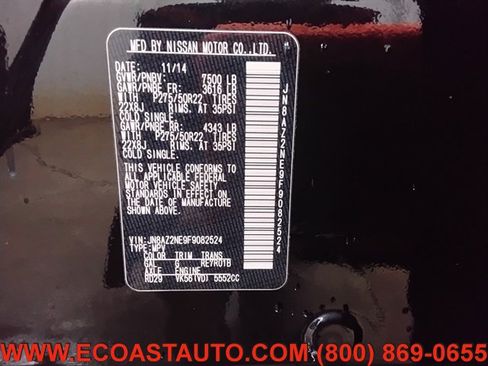 MFD BY NISSAN MOTOR CO.,LTD.
DATE: 11/14
GVWR/PNBV: 7500 LB
GAWR/PNBE FR: 3616 LB
WITH P275/50R22 TIRES
22X8J RIMS. AT 35PSI
COLD SINGLE.
GAWR/PNBE RR: 4343 LB
WITH P275/50R22 TIRES
22X8J RIMS. AT 35PSI
COLD SINGLE.
THIS VEHICLE CONFORMS TO
ALL APPLICABLE FEDERAL
MOTOR VEHICLE SAFETY
STANDARDS IN EFFECT ON
THE DATE OF MANUFACTURE
SHOWN ABOVE.
VIN: JN8AZ2NE9F9082524
TYPE: MPV
COLOR TRIM TRANS
GAL G RE7R01B
AXLE ENGINE
RD29 VK56(VD) 5552CC
JN8AZ2NE9F9082524
WWW.ECOASTAUTO.COM (800) 869-0655